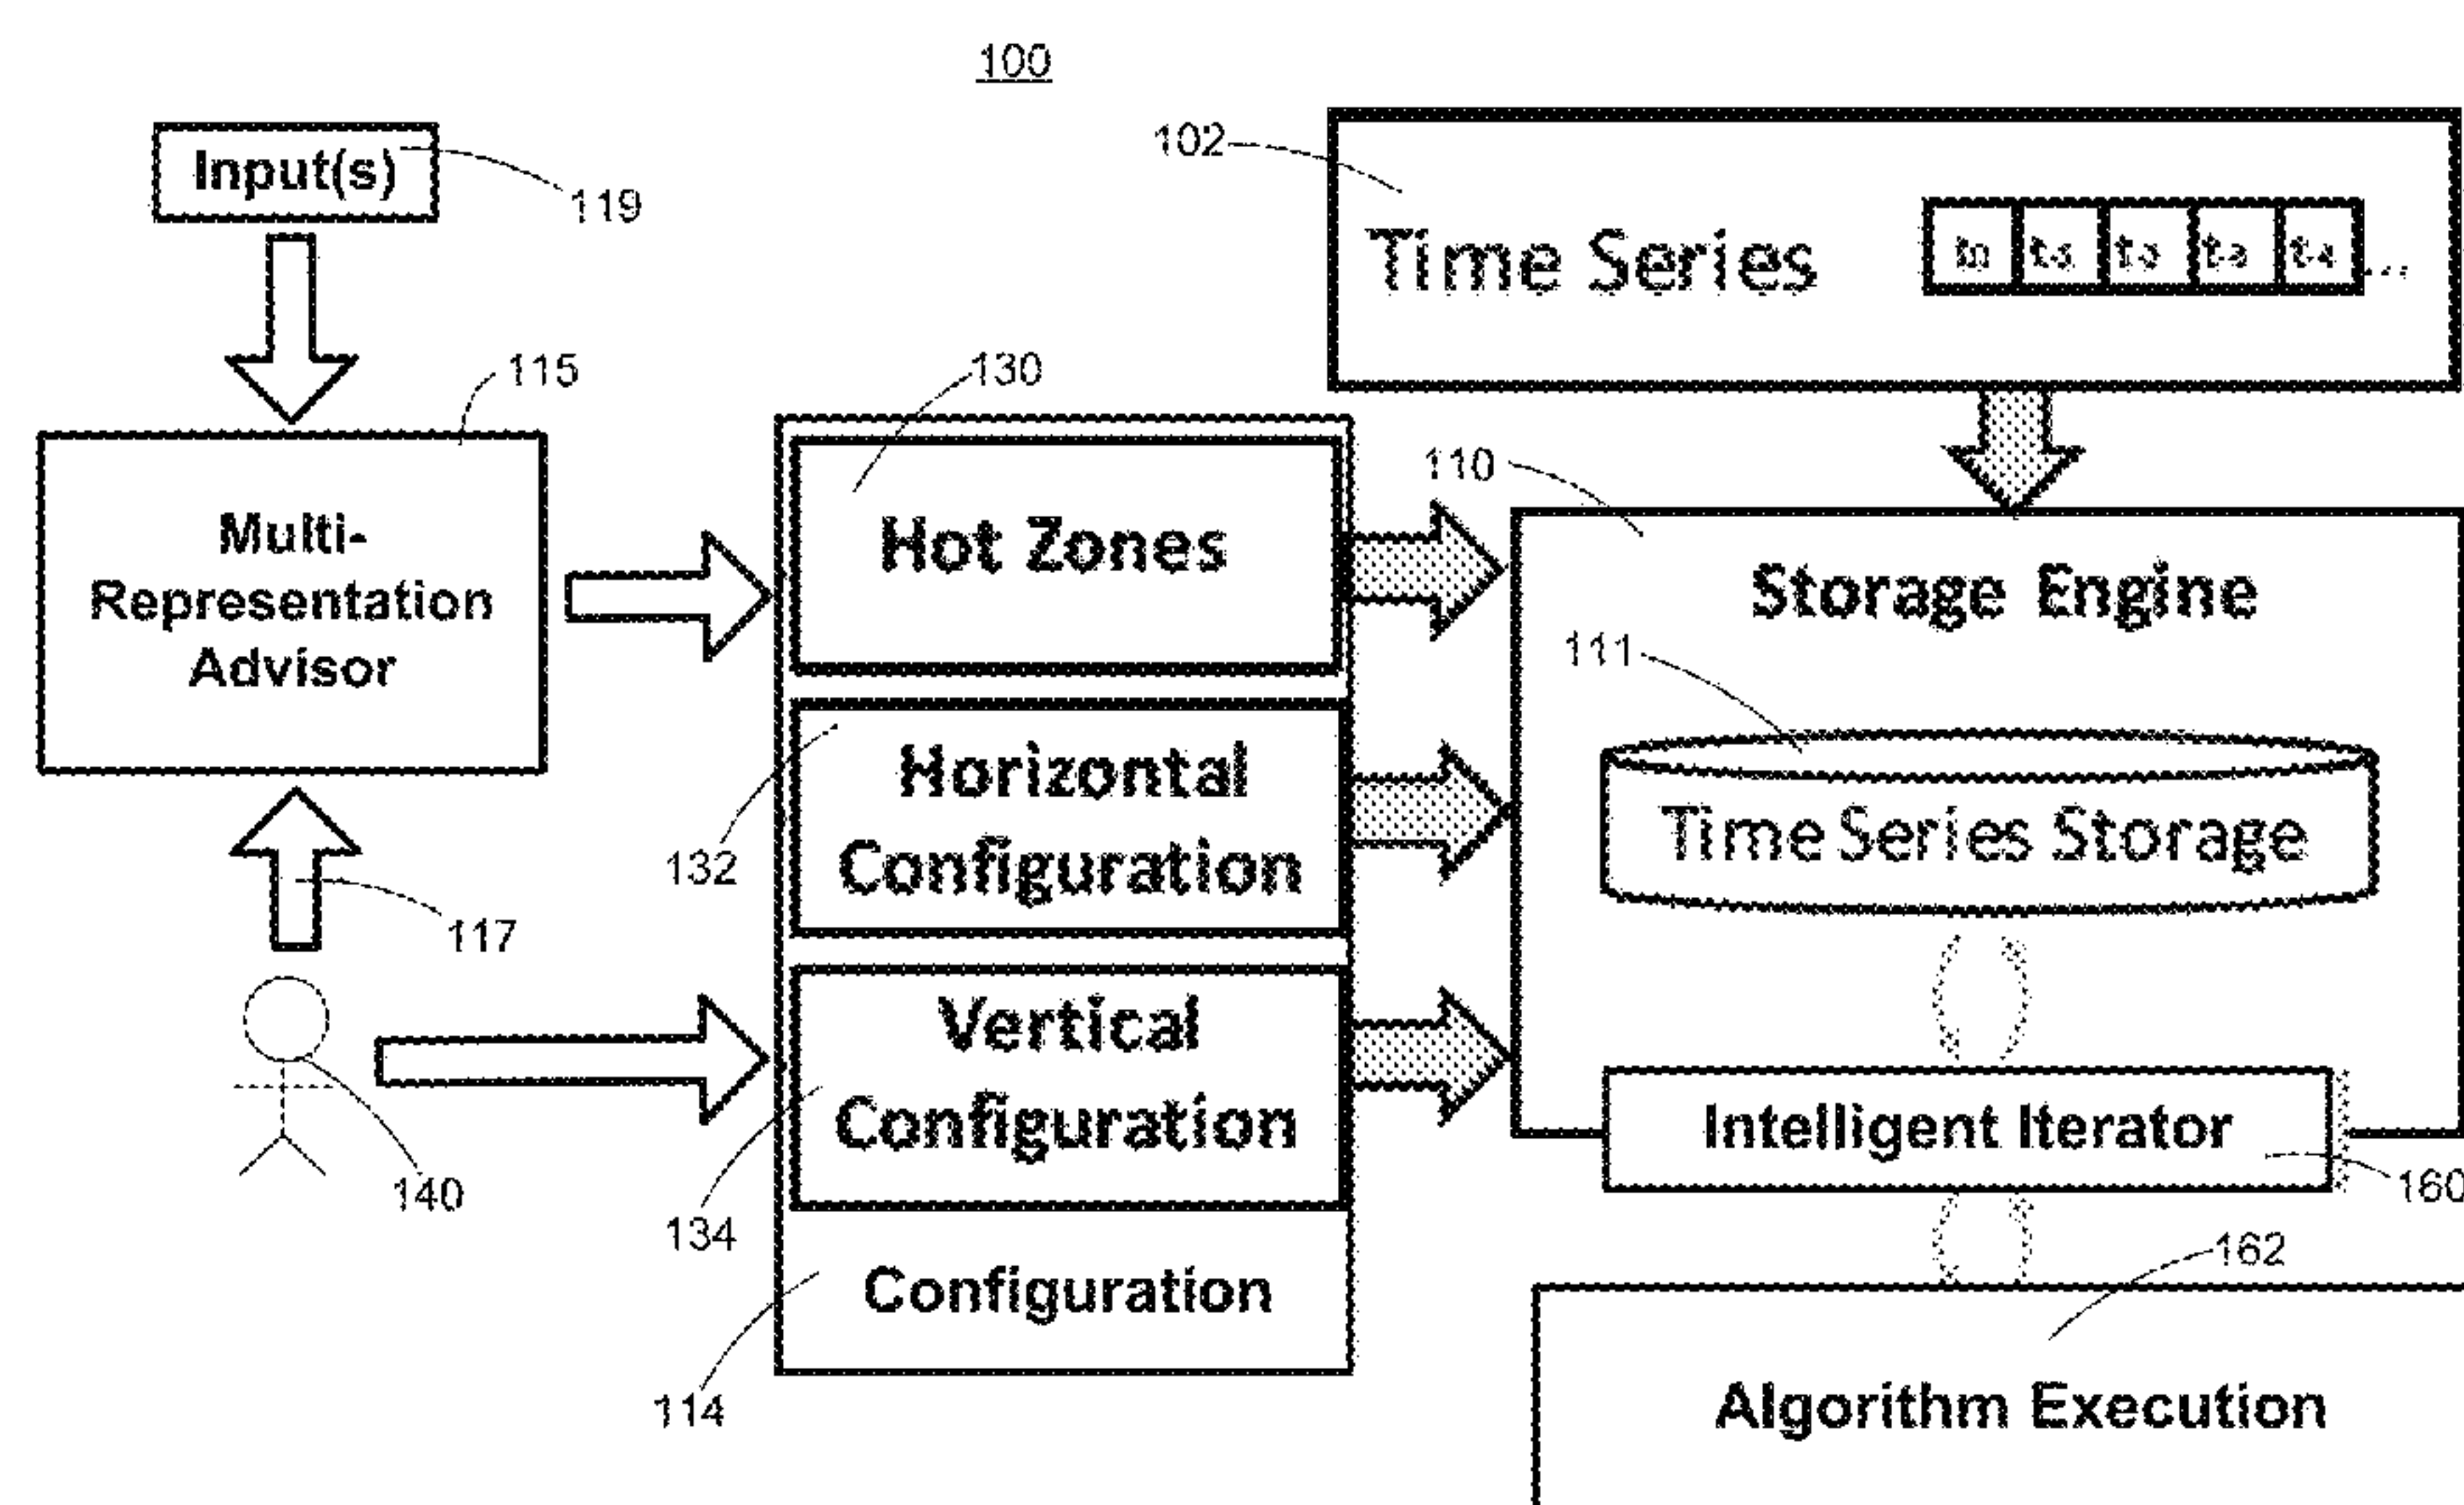 100
Input(s)
119
102
Time Series
115
Multi-
Representation
Advisor
117
140
130
Hot Zones
132
Horizontal
Configuration
134
Vertical
Configuration
114
Configuration
110
Storage Engine
111
Time Series Storage
Intelligent Iterator
160
162
Algorithm Execution